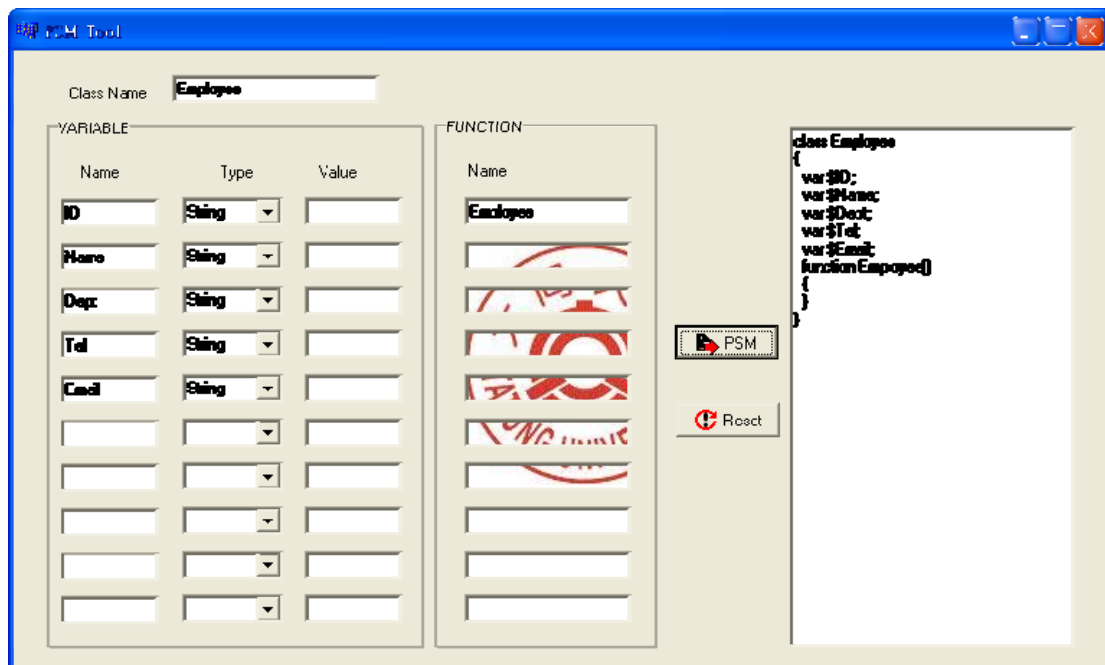 PSM Tool
Class Name Employee
VARIABLE
Name Type Value
ID String
Name String
Dept String
Tel String
Email String
FUNCTION
Name
Employee
UNG UNIVE
PSM
Reset
class Employee
{
var $ID;
var $Name;
var $Dept;
var $Tel;
var $Email;
function Empoyee()
{
}
}